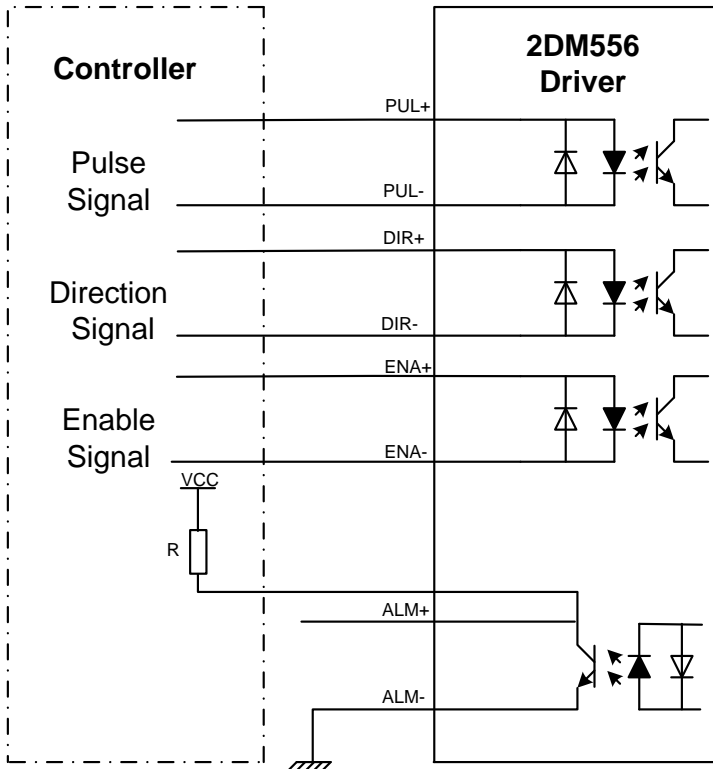 Controller
2DM556
Driver
PUL+
Pulse
Signal
PUL-
DIR+
Direction
Signal
DIR-
ENA+
Enable
Signal
ENA-
VCC
R
ALM+
ALM-